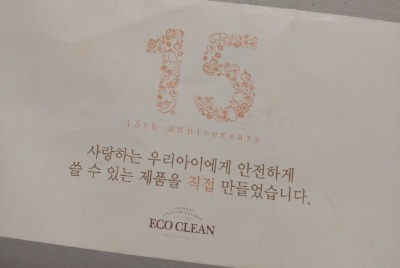 15
15th anniversary
사랑하는 우리아이에게 안전하게
쓸 수 있는 제품을 직접 만들었습니다.
ECO CLEAN